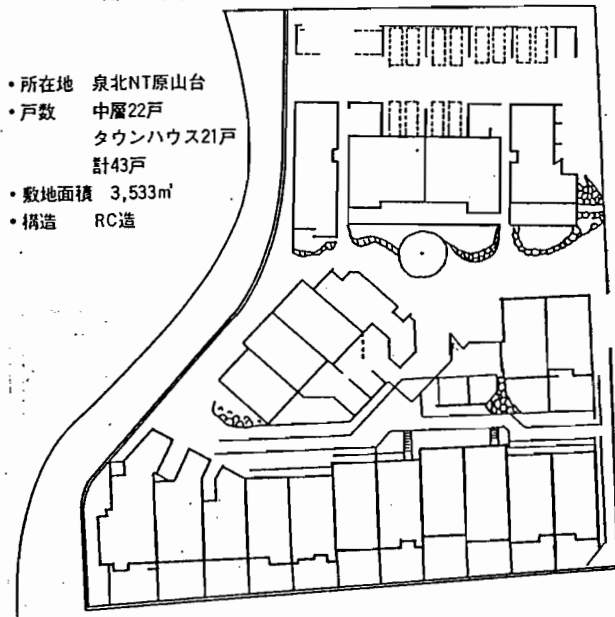 ・所在地 泉北NT原山台
・戸数 中層22戸
タウンハウス21戸
計43戸
・敷地面積 3,533㎡
・構造 RC造